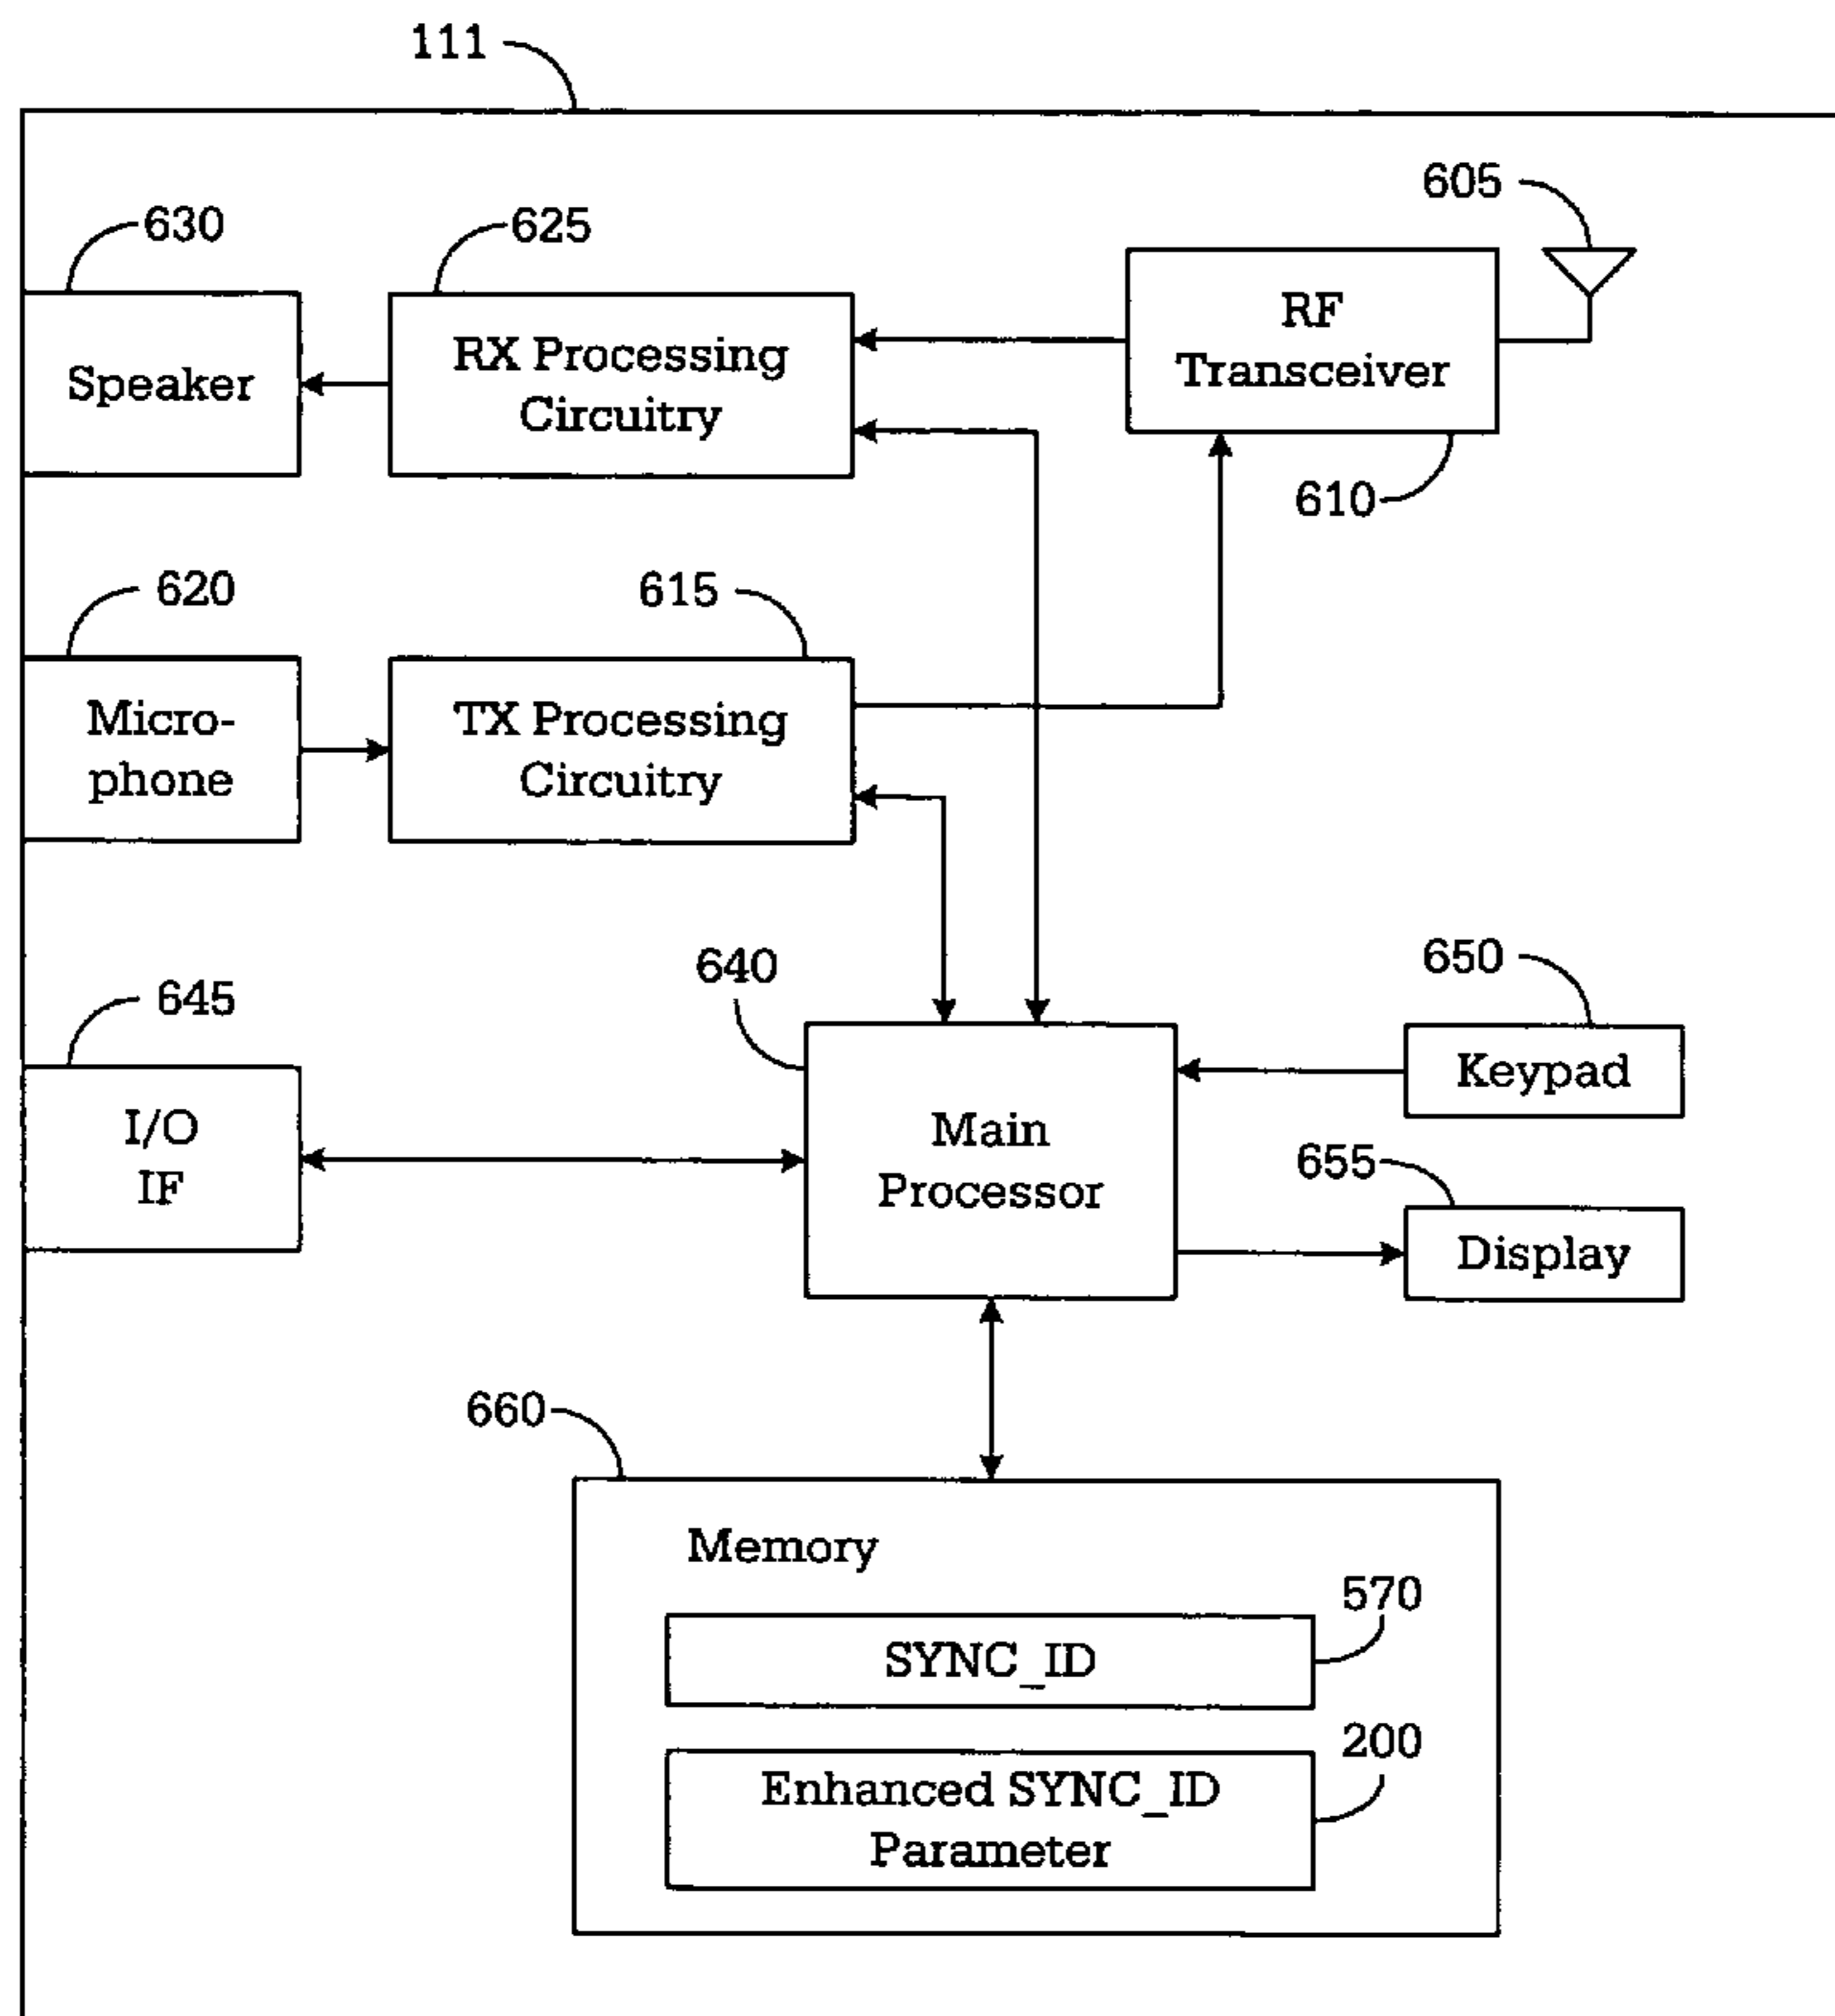 111
605
630
625
RF
Transceiver
Speaker
RX Processing
Circuitry
610
620
615
Micro-
phone
TX Processing
Circuitry
640
650
645
Keypad
I/O
IF
Main
Processor
655
Display
660
Memory
570
SYNC_ID
200
Enhanced SYNC_ID
Parameter